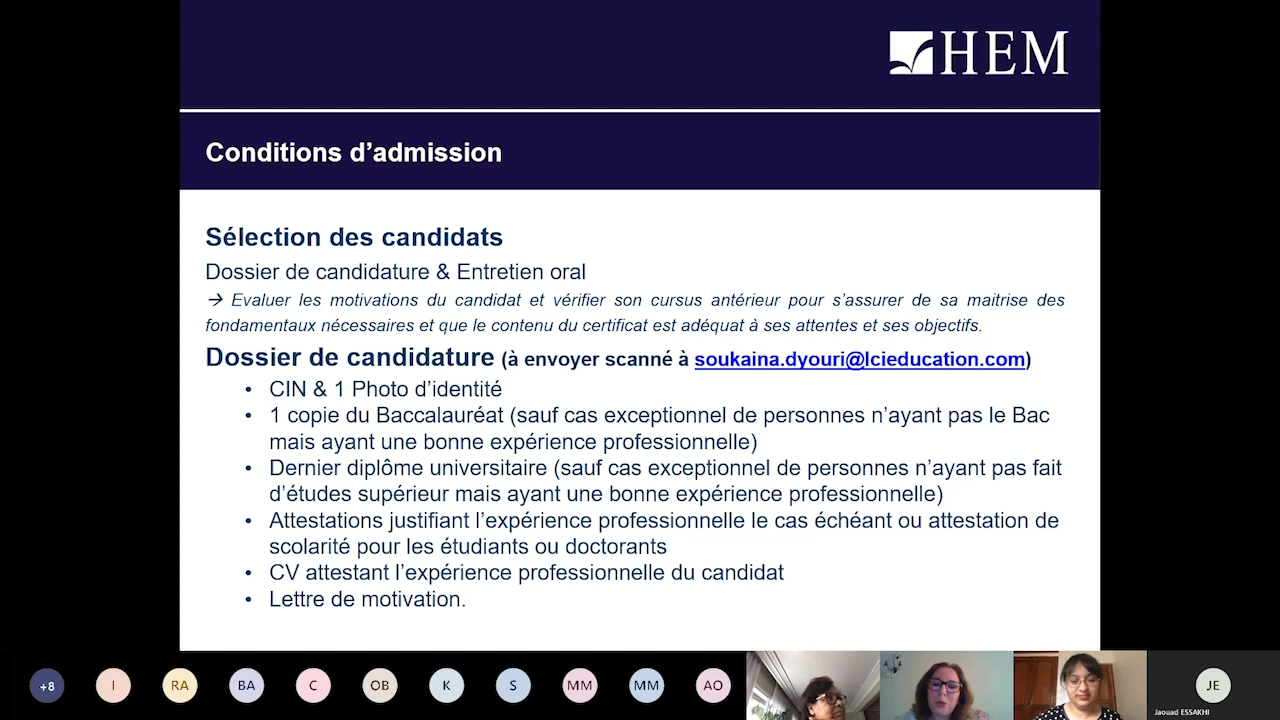 HEM
Conditions d’admission
Sélection des candidats
Dossier de candidature & Entretien oral
→ Evaluer les motivations du candidat et vérifier son cursus antérieur pour s’assurer de sa maitrise des
fondamentaux nécessaires et que le contenu du certificat est adéquat à ses attentes et ses objectifs.
Dossier de candidature (à envoyer scanné à soukaina.dyouri@lcieducation.com)
• CIN & 1 Photo d’identité
• 1 copie du Baccalauréat (sauf cas exceptionnel de personnes n’ayant pas le Bac
mais ayant une bonne expérience professionnelle)
• Dernier diplôme universitaire (sauf cas exceptionnel de personnes n’ayant pas fait
d’études supérieur mais ayant une bonne expérience professionnelle)
• Attestations justifiant l’expérience professionnelle le cas échéant ou attestation de
scolarité pour les étudiants ou doctorants
• CV attestant l’expérience professionnelle du candidat
• Lettre de motivation.
+8 I RA BA C OB K S MM MM AO JE
Jaouad ESSAKHI